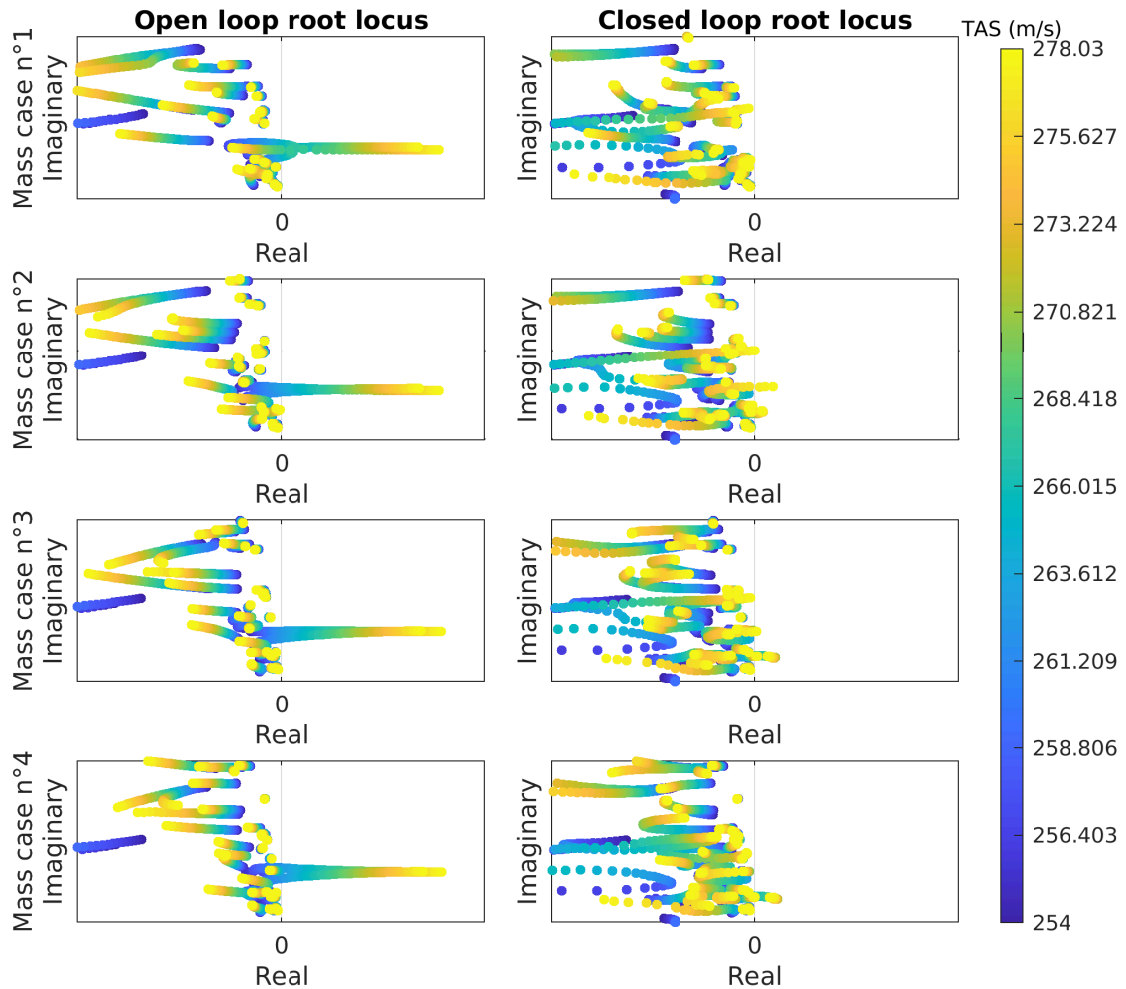 Open loop root locus
Closed loop root locus
TAS (m/s)
Mass case n°1
Imaginary
0
Real
Imaginary
0
Real
Mass case n°2
Imaginary
0
Real
Imaginary
0
Real
Mass case n°3
Imaginary
0
Real
Imaginary
0
Real
Mass case n°4
Imaginary
0
Real
Imaginary
0
Real
278.03
275.627
273.224
270.821
268.418
266.015
263.612
261.209
258.806
256.403
254